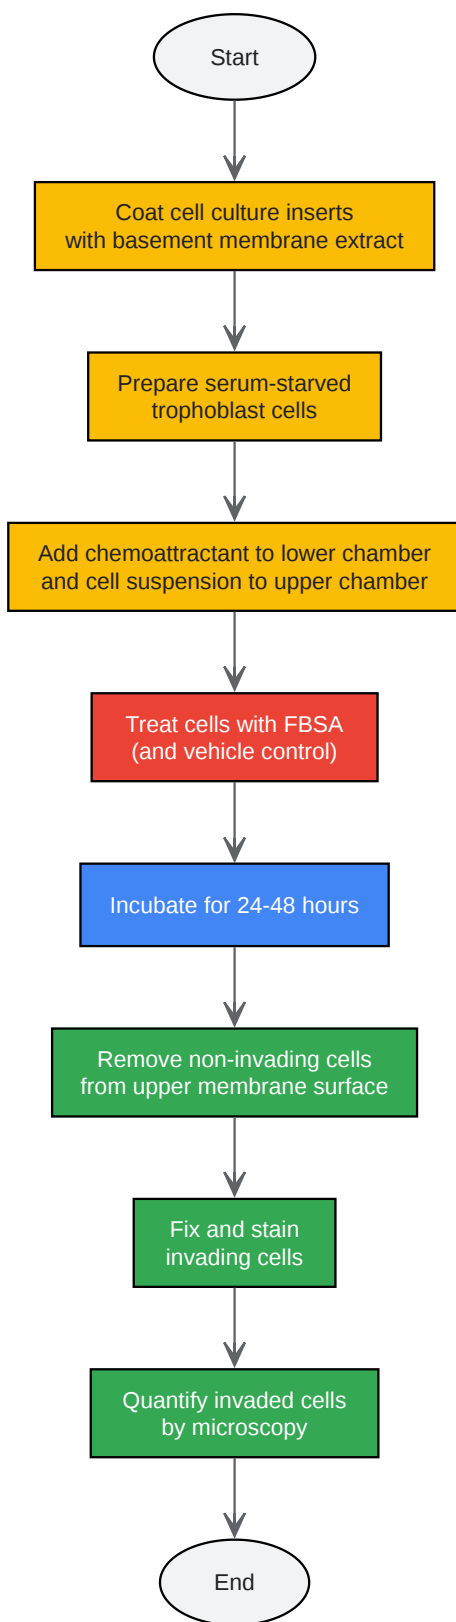 Start
Coat cell culture inserts
with basement membrane extract
Prepare serum-starved
trophoblast cells
Add chemoattractant to lower chamber
and cell suspension to upper chamber
Treat cells with FBSA
(and vehicle control)
Incubate for 24-48 hours
Remove non-invading cells
from upper membrane surface
Fix and stain
invading cells
Quantify invaded cells
by microscopy
End